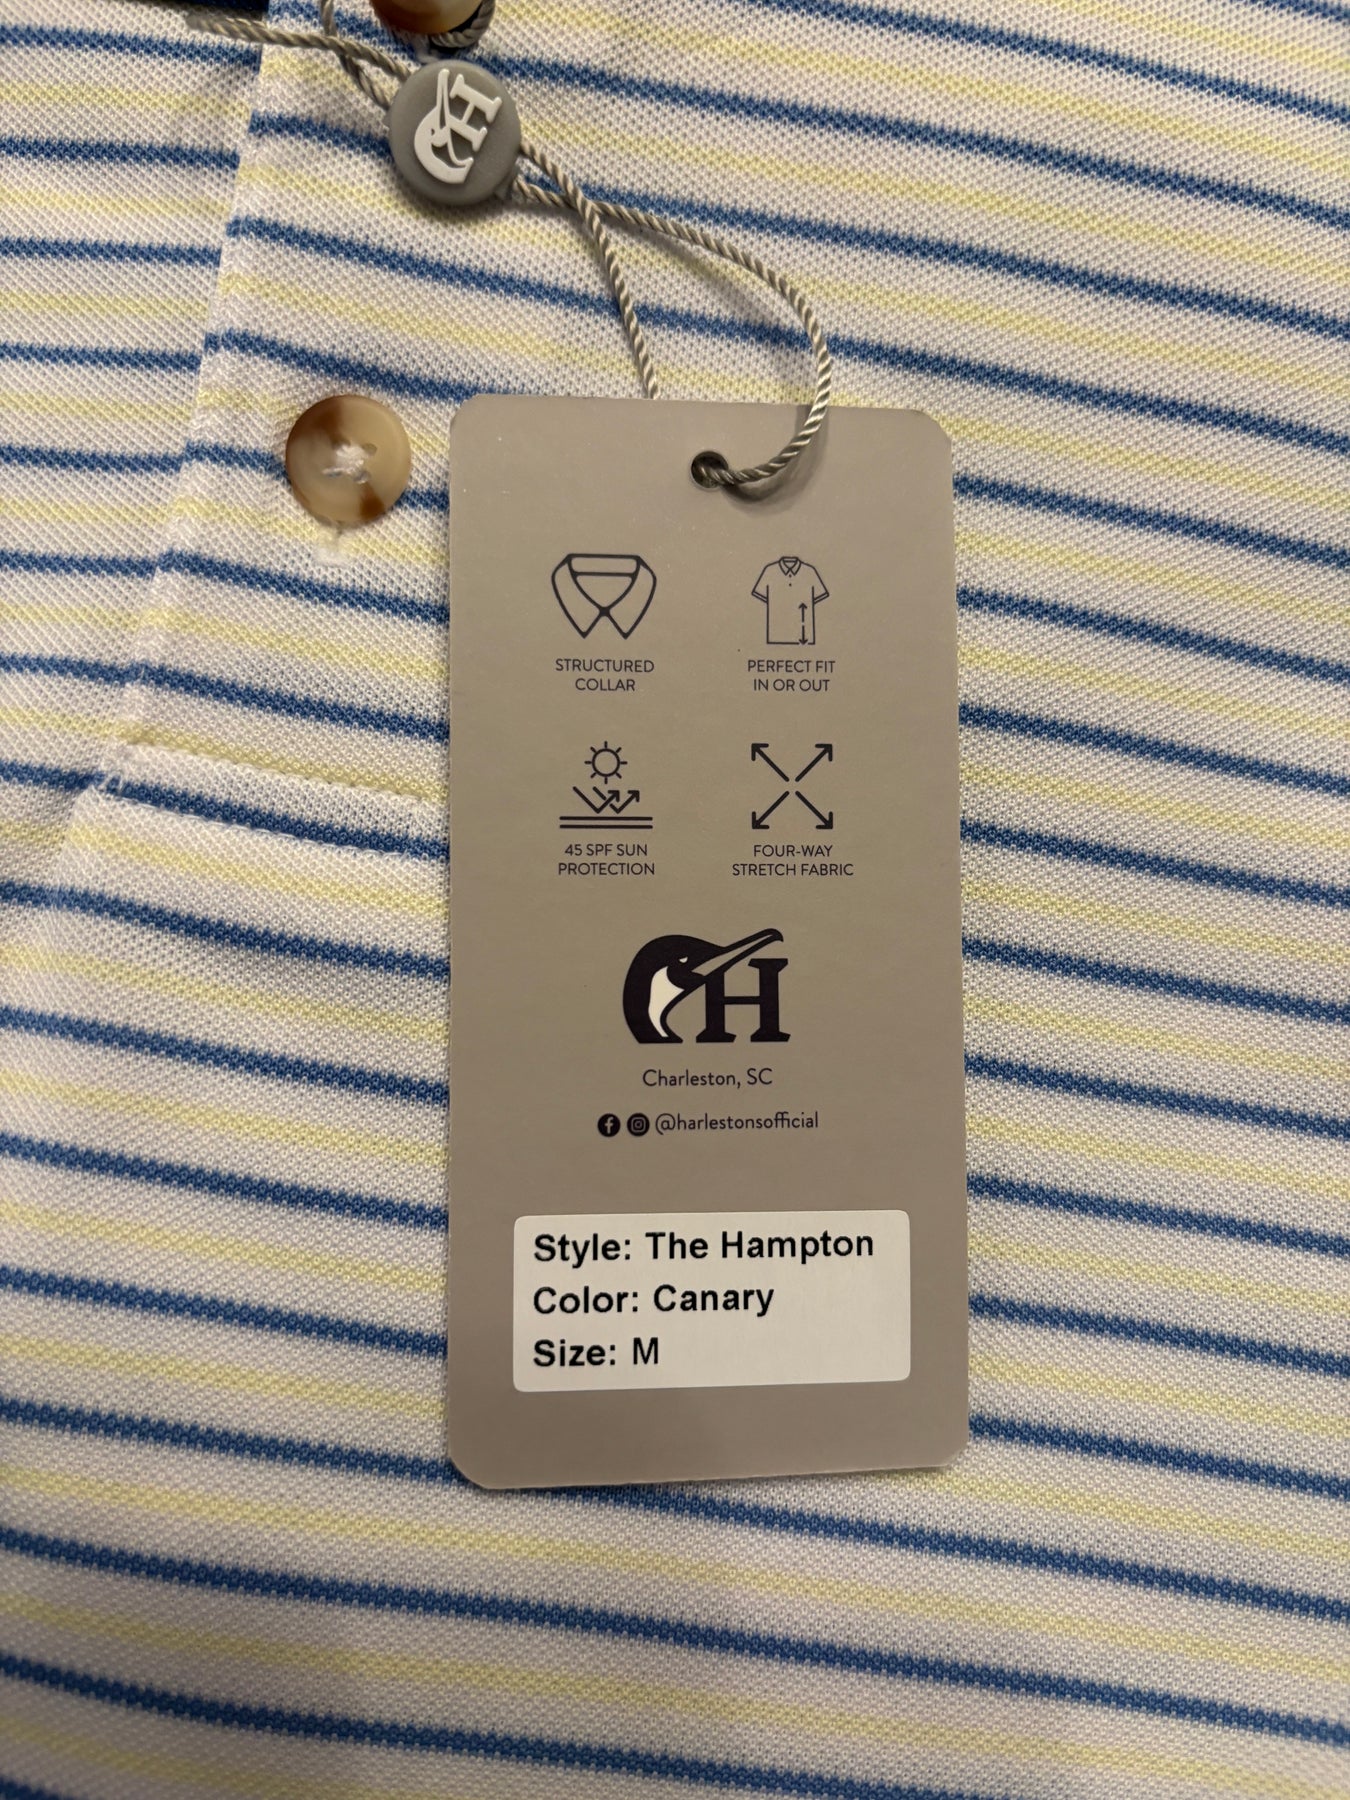 H
STRUCTURED
COLLAR
PERFECT FIT
IN OR OUT
45 SPF SUN
PROTECTION
FOUR-WAY
STRETCH FABRIC
H
Charleston, SC
@harlestonsofficial
Style: The Hampton
Color: Canary
Size: M